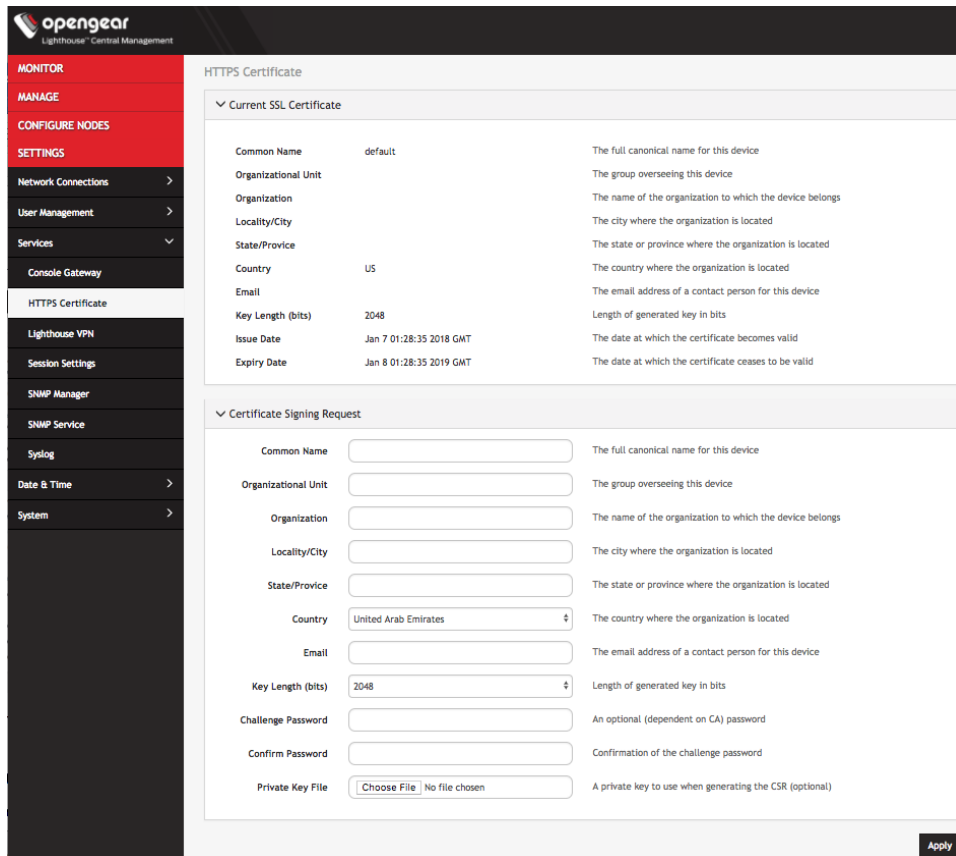 opengear
Lighthouse™ Central Management
MONITOR
MANAGE
CONFIGURE NODES
SETTINGS
Network Connections
User Management
Services
Console Gateway
HTTPS Certificate
Lighthouse VPN
Session Settings
SNMP Manager
SNMP Service
Syslog
Date & Time
System
HTTPS Certificate
Current SSL Certificate
Common Name default The full canonical name for this device
Organizational Unit The group overseeing this device
Organization The name of the organization to which the device belongs
Locality/City The city where the organization is located
State/Provice The state or province where the organization is located
Country US The country where the organization is located
Email The email address of a contact person for this device
Key Length (bits) 2048 Length of generated key in bits
Issue Date Jan 7 01:28:35 2018 GMT The date at which the certificate becomes valid
Expiry Date Jan 8 01:28:35 2019 GMT The date at which the certificate ceases to be valid
Certificate Signing Request
Common Name The full canonical name for this device
Organizational Unit The group overseeing this device
Organization The name of the organization to which the device belongs
Locality/City The city where the organization is located
State/Provice The state or province where the organization is located
Country United Arab Emirates The country where the organization is located
Email The email address of a contact person for this device
Key Length (bits) 2048 Length of generated key in bits
Challenge Password An optional (dependent on CA) password
Confirm Password Confirmation of the challenge password
Private Key File Choose File No file chosen A private key to use when generating the CSR (optional)
Apply